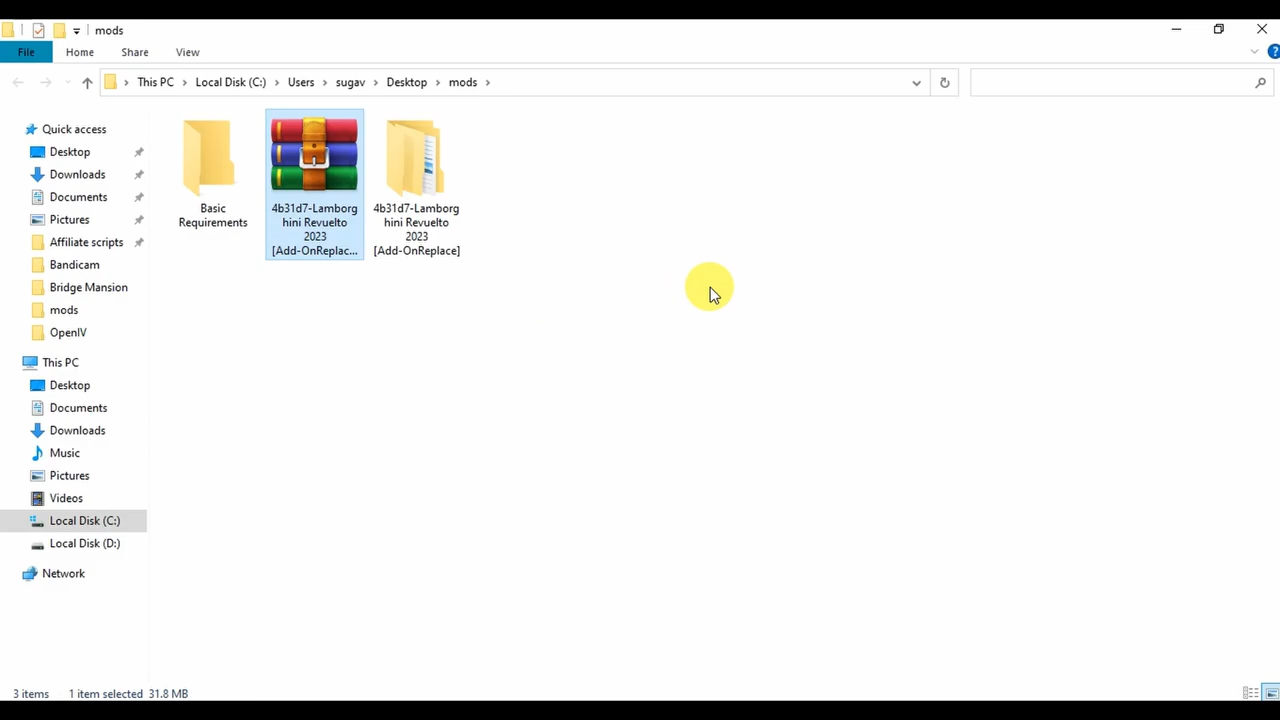 mods
File
Home
Share
View
This PC
Local Disk (C:)
Users
sugav
Desktop
mods
Quick access
Desktop
Downloads
Documents
Pictures
Affiliate scripts
Bandicam
Bridge Mansion
mods
OpenIV
This PC
Desktop
Documents
Downloads
Music
Pictures
Videos
Local Disk (C:)
Local Disk (D:)
Network
Basic
Requirements
4b31d7-Lamborg
hini Revuelto
2023
[Add-OnReplac...
4b31d7-Lamborg
hini Revuelto
2023
[Add-OnReplace]
3 items
1 item selected 31.8 MB